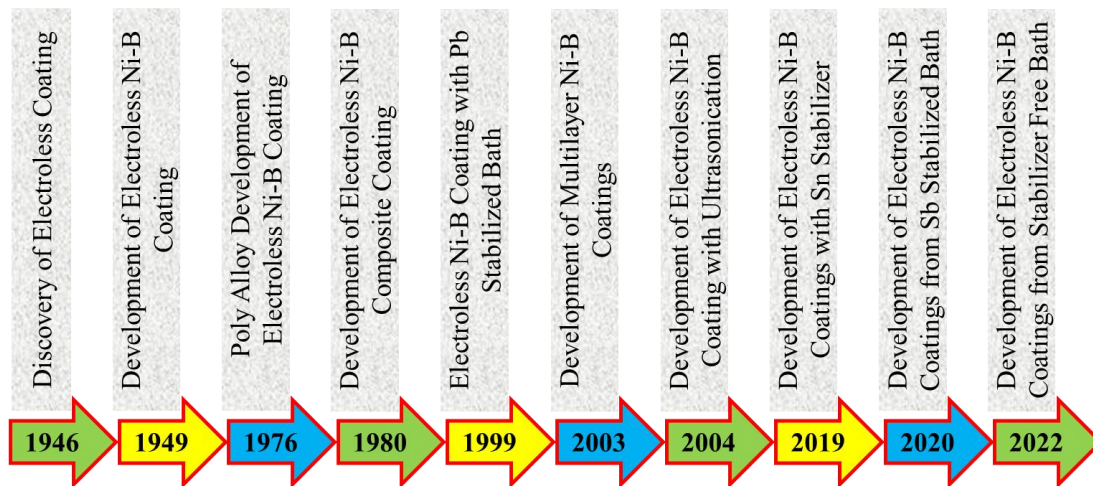 Discovery of Electroless Coating
Development of Electroless Ni-B
Coating
Poly Alloy Development of
Electroless Ni-B Coating
Development of Electroless Ni-B
Composite Coating
Electroless Ni-B Coating with Pb
Stabilized Bath
Development of Multilayer Ni-B
Coatings
Development of Electroless Ni-B
Coating with Ultrasonication
Development of Electroless Ni-B
Coatings with Sn Stabilizer
Development of Electroless Ni-B
Coatings from Sb Stabilized Bath
Development of Electroless Ni-B
Coatings from Stabilizer Free Bath
1946
1949
1976
1980
1999
2003
2004
2019
2020
2022